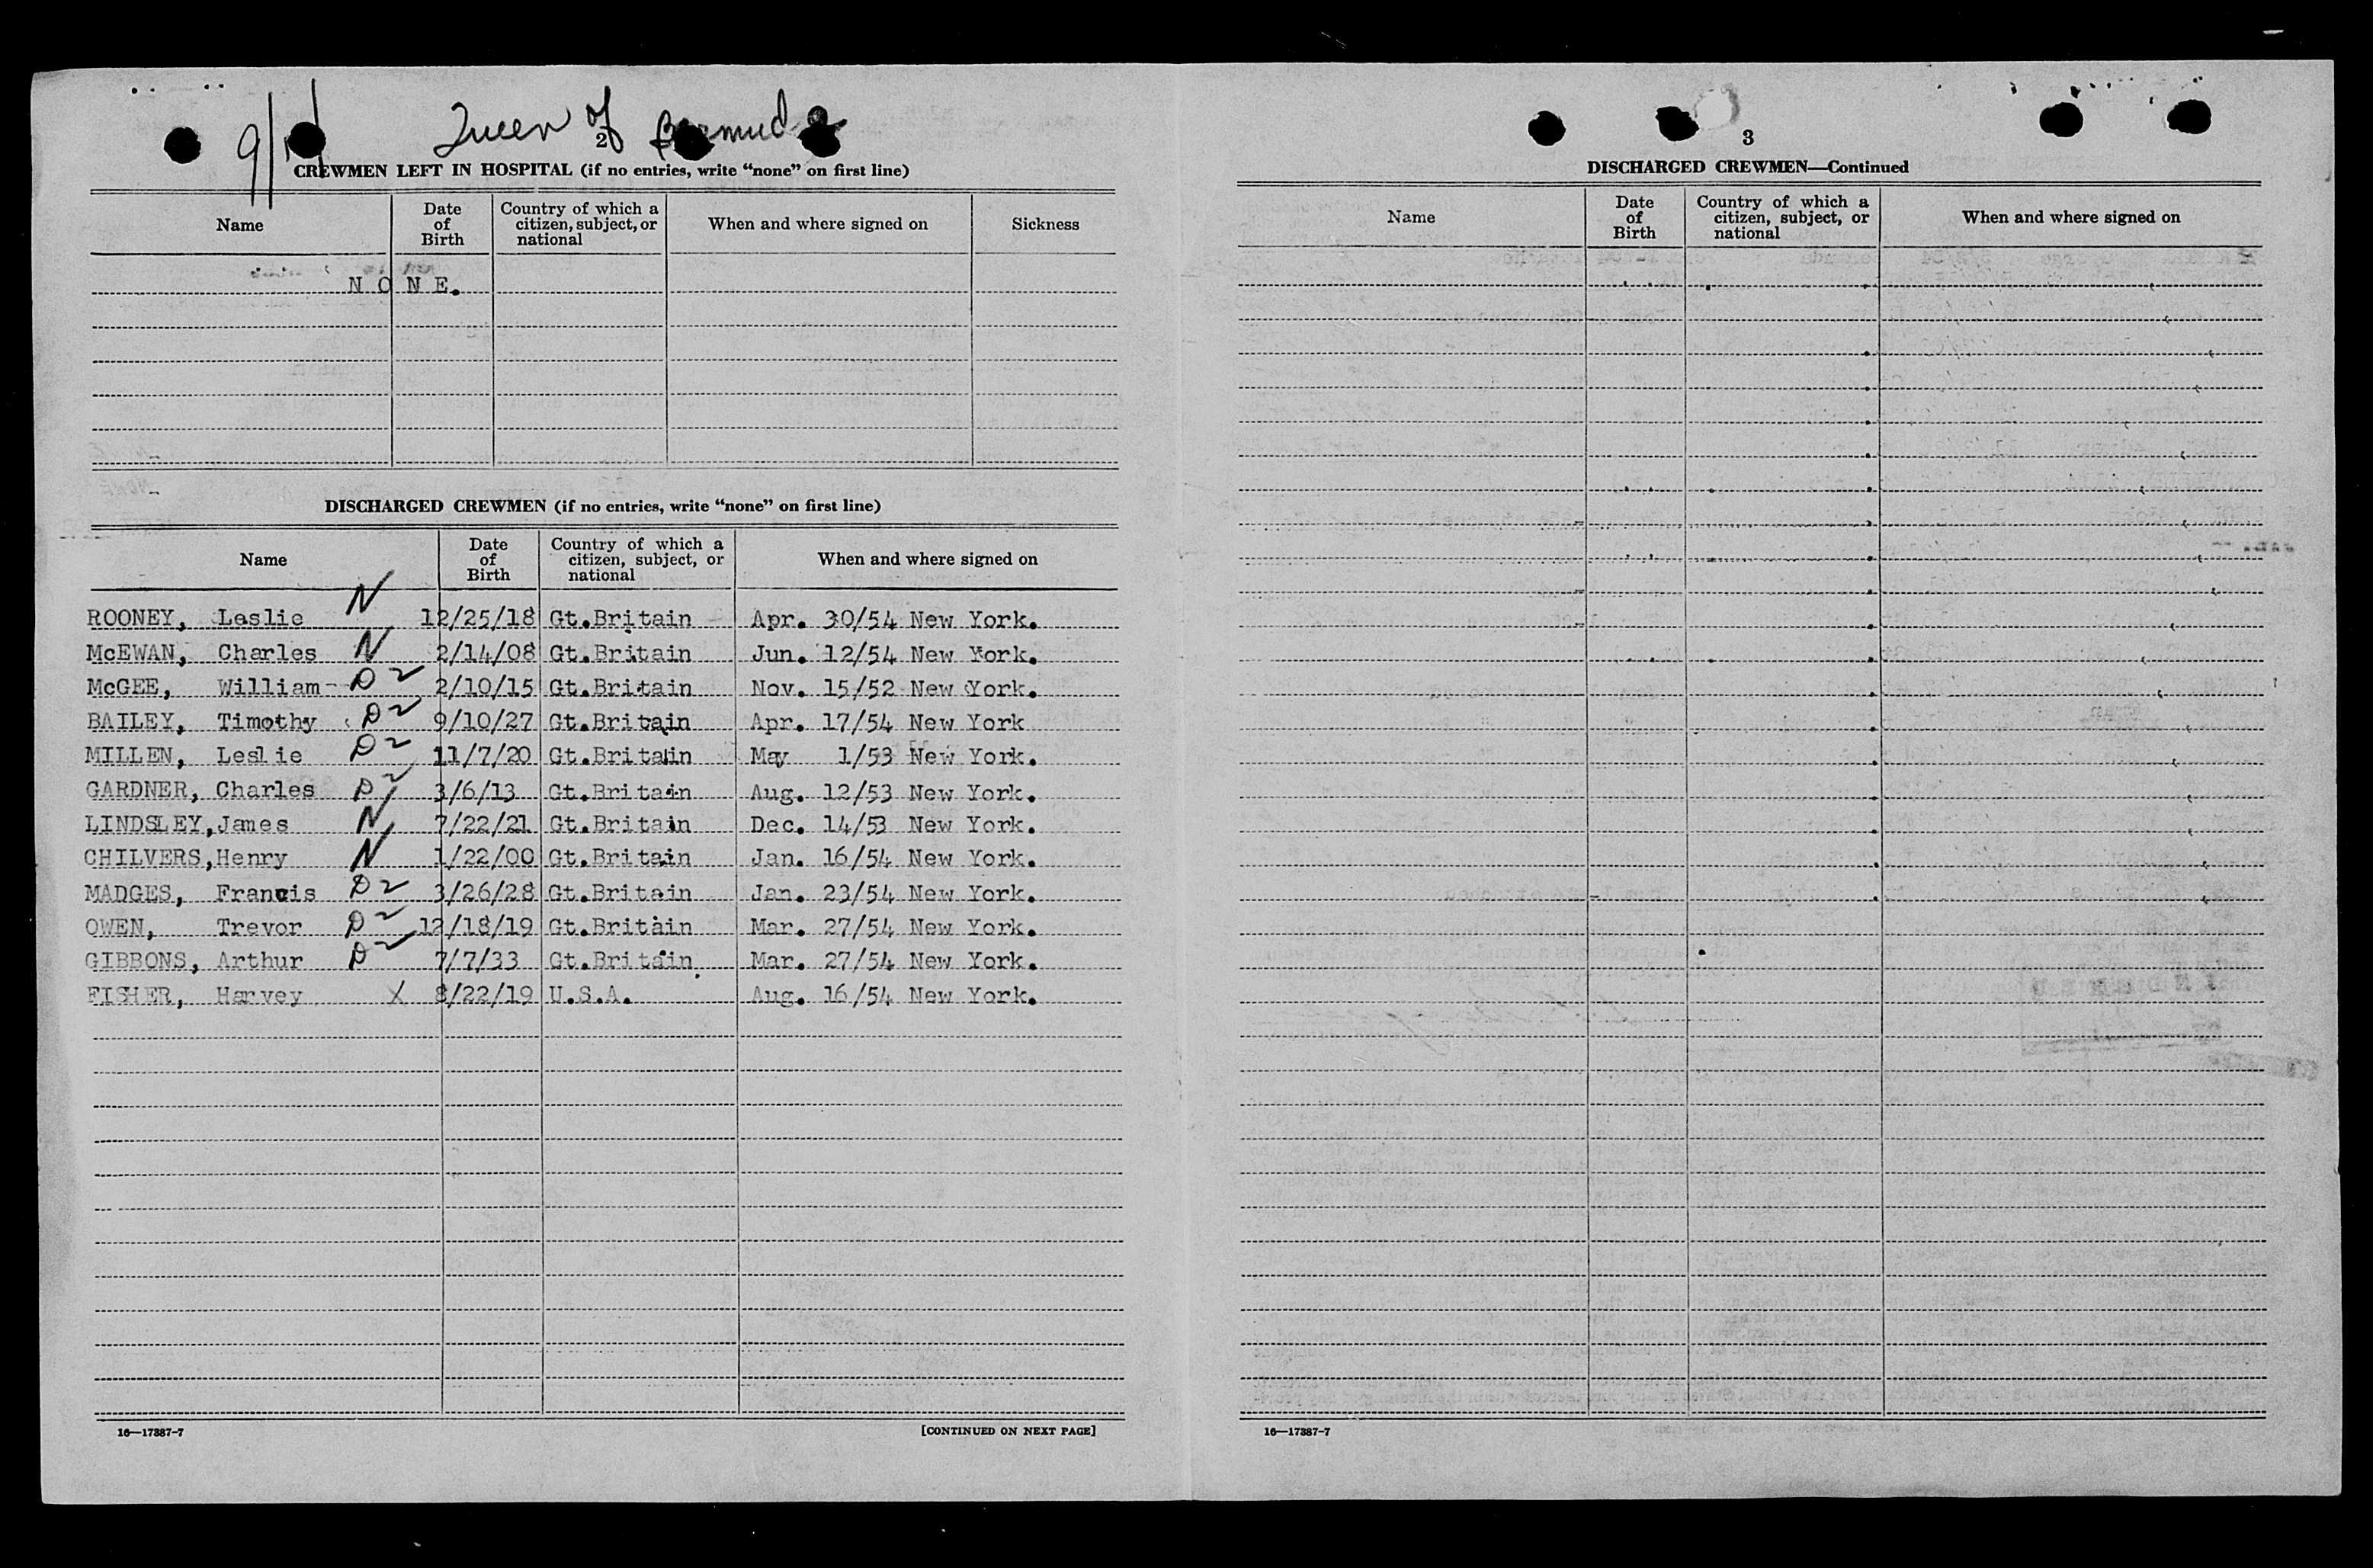 9/
Queen of Bermuda
2
CREWMEN LEFT IN HOSPITAL (if no entries, write “none” on first line)
Name
Date of Birth
Country of which a citizen, subject, or national
When and where signed on
Sickness
N O N E.
DISCHARGED CREWMEN (if no entries, write “none” on first line)
Name
Date of Birth
Country of which a citizen, subject, or national
When and where signed on
ROONEY, Leslie N 12/25/18 Gt.Britain Apr. 30/54 New York.
McEWAN, Charles N 2/14/08 Gt.Britain Jun. 12/54 New York.
McGEE, William- D2 2/10/15 Gt.Britain Nov. 15/52 New York.
BAILEY, Timothy D2 9/10/27 Gt.Britain Apr. 17/54 New York
MILLEN, Leslie D2 11/7/20 Gt.Britain May 1/53 New York.
GARDNER, Charles D2 3/6/13 Gt.Britain Aug. 12/53 New York.
LINDSLEY, James N 7/22/21 Gt.Britain Dec. 14/53 New York.
CHILVERS, Henry N 1/22/00 Gt.Britain Jan. 16/54 New York.
MADGES, Francis D2 3/26/28 Gt.Britain Jan. 23/54 New York.
OWEN, Trevor D2 12/18/19 Gt.Britain Mar. 27/54 New York.
GIBBONS, Arthur D2 7/7/33 Gt.Britain Mar. 27/54 New York.
FISHER, Harvey X 8/22/19 U.S.A. Aug. 16/54 New York.
16—17387-7
[CONTINUED ON NEXT PAGE]
3
DISCHARGED CREWMEN—Continued
Name
Date of Birth
Country of which a citizen, subject, or national
When and where signed on
16—17387-7